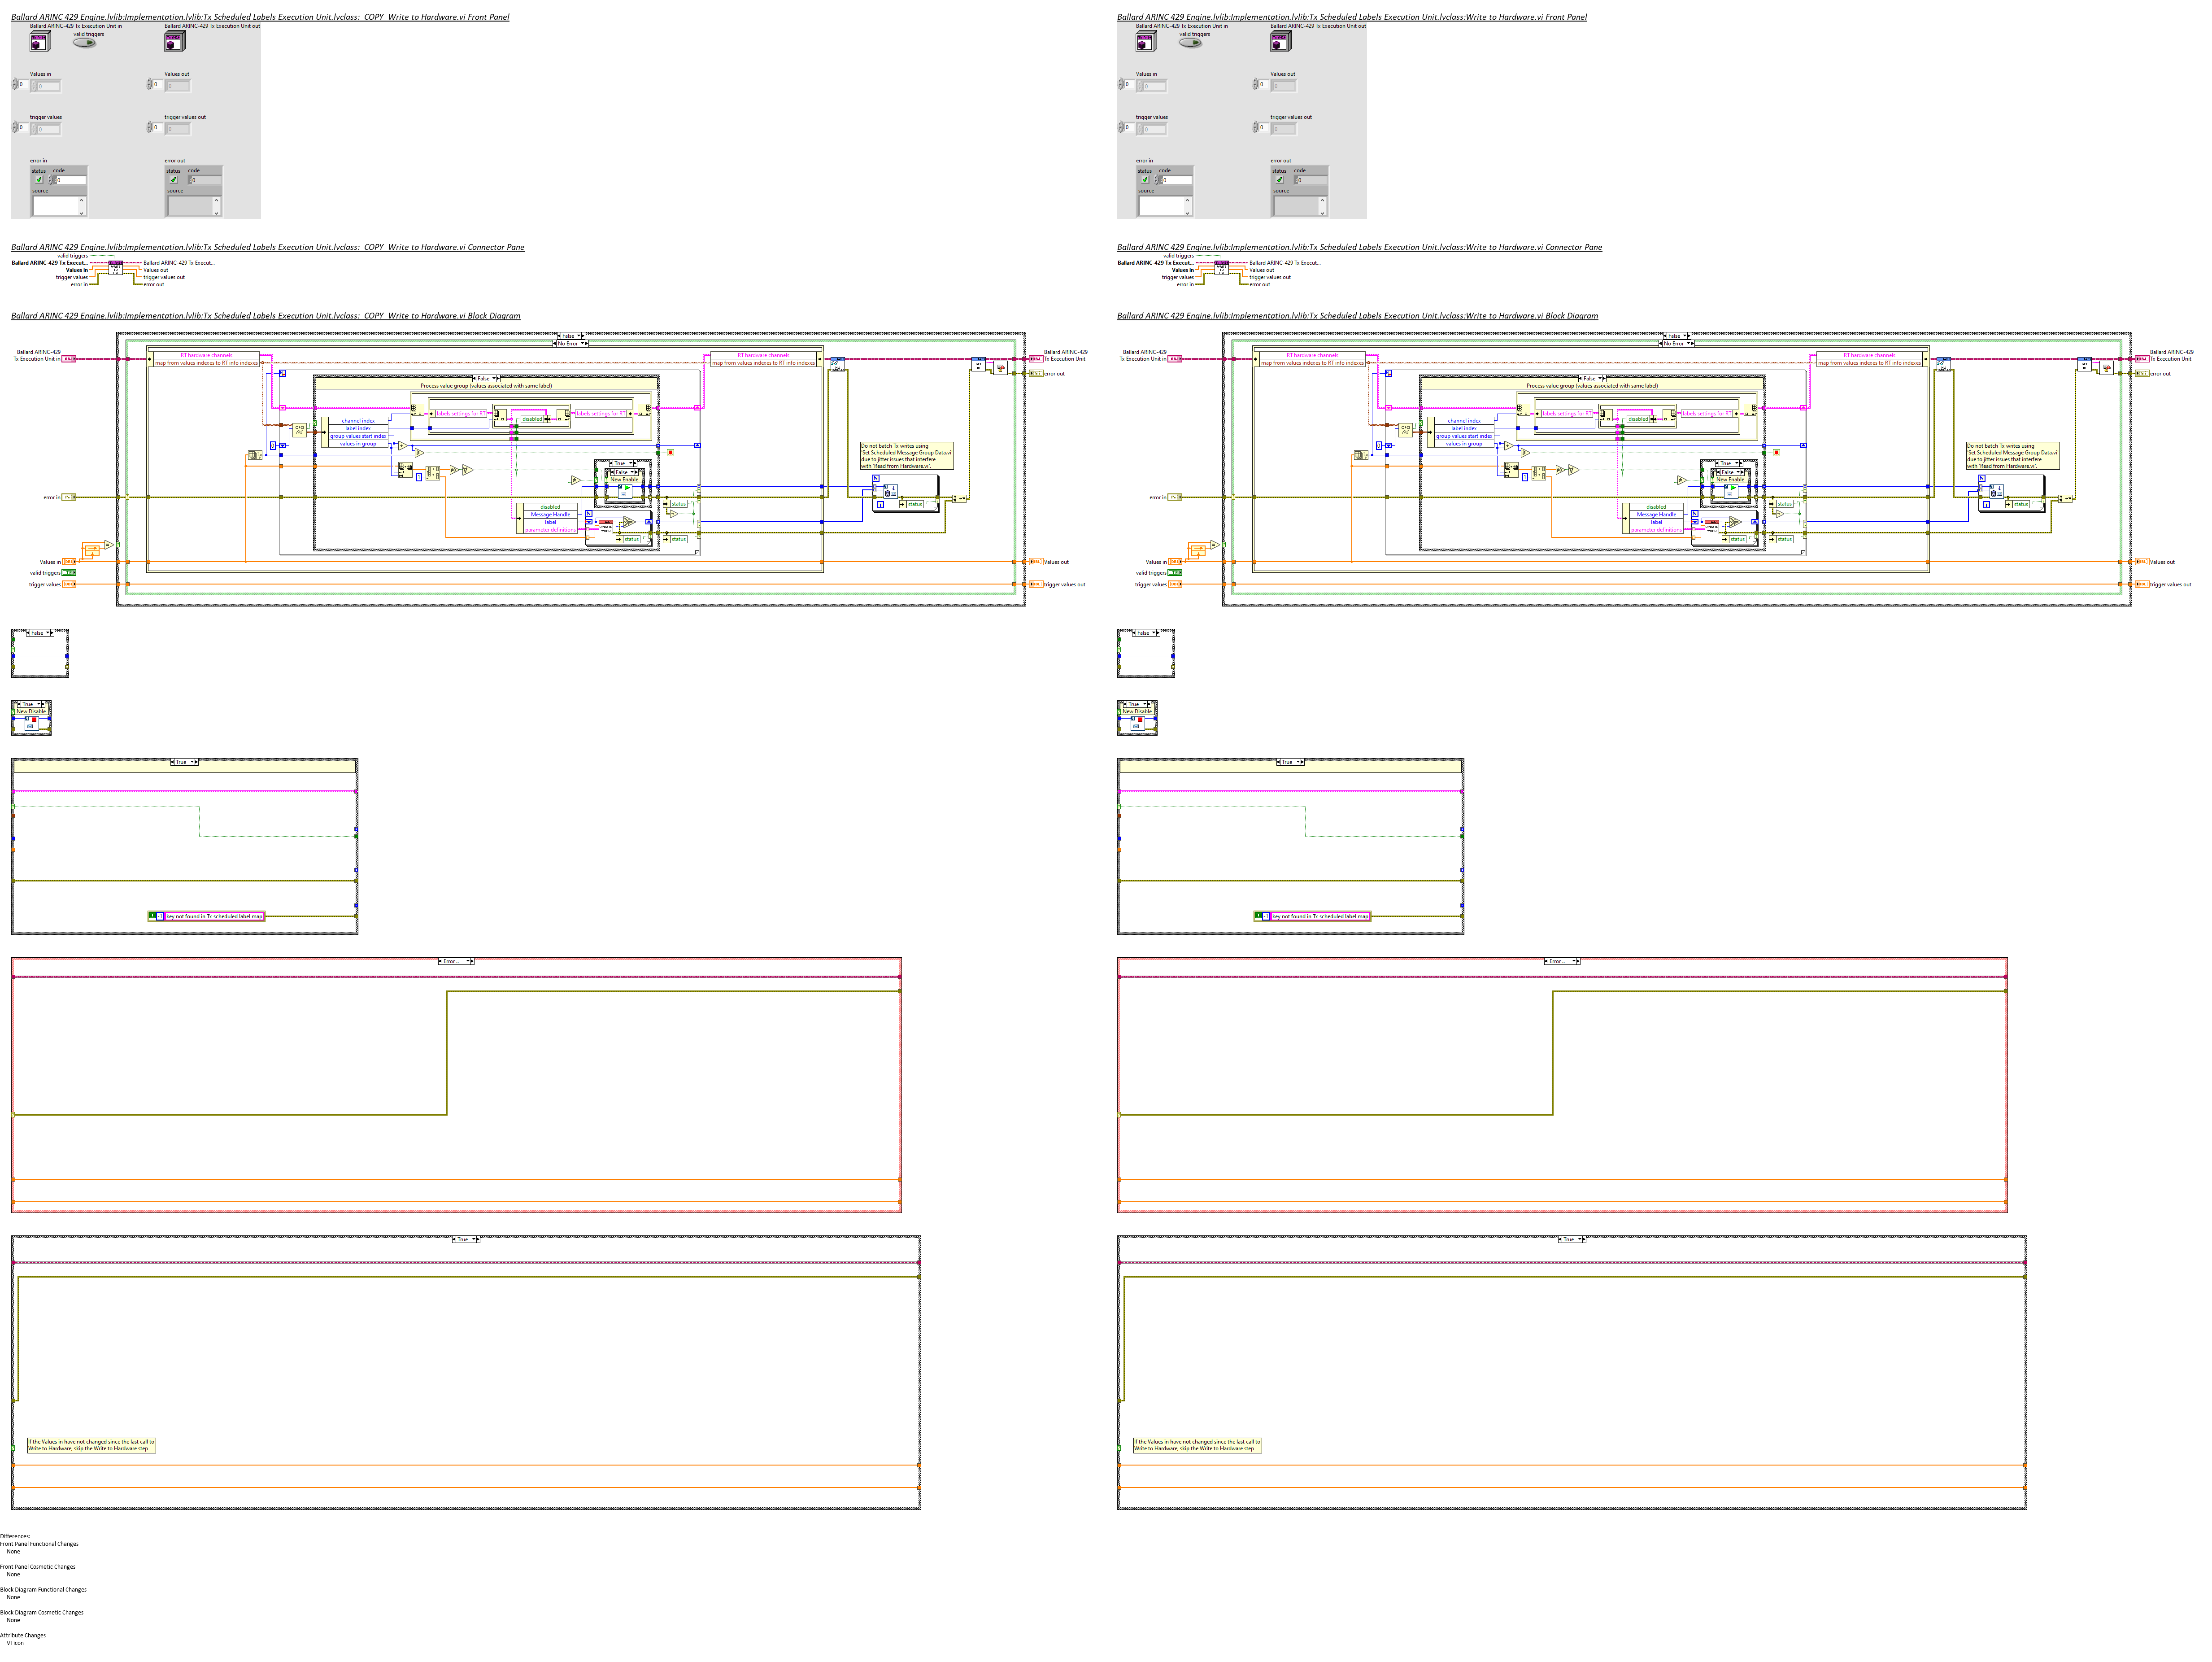 Ballard ARINC 429 Engine.lvlib:Implementation.lvlib:Tx Scheduled Labels Execution Unit.lvclass:_COPY_Write to Hardware.vi Front Panel
Ballard ARINC-429 Tx Execution Unit in
Ballard ARINC-429 Tx Execution Unit out
valid triggers
Values in
Values out
0
0
0
0
trigger values
trigger values out
0
0
0
0
error in
error out
status
code
status
code
0
0
source
source
Ballard ARINC 429 Engine.lvlib:Implementation.lvlib:Tx Scheduled Labels Execution Unit.lvclass:_COPY_Write to Hardware.vi Connector Pane
valid triggers
Ballard ARINC-429 Tx Execut...
Ballard ARINC-429 Tx Execut...
Values in
Values out
trigger values
trigger values out
error in
error out
Ballard ARINC 429 Engine.lvlib:Implementation.lvlib:Tx Scheduled Labels Execution Unit.lvclass:_COPY_Write to Hardware.vi Block Diagram
False
No Error
Ballard ARINC-429
Tx Execution Unit in
RT hardware channels
map from values indexes to RT info indexes
RT hardware channels
map from values indexes to RT info indexes
Ballard ARINC-429
Tx Execution Unit
error out
False
Process value group (values associated with same label)
labels settings for RT
disabled
labels settings for RT
channel index
label index
group values start index
values in group
Do not batch Tx writes using
'Set Scheduled Message Group Data.vi'
due to jitter issues that interfere
with 'Read from Hardware.vi'.
True
False
New Enable
error in
status
status
disabled
Message Handle
label
parameter definitions
status
status
Values in
Values out
valid triggers
trigger values
trigger values out
False
True
New Disable
True
-1 key not found in Tx scheduled label map
Error...
True
If the Values in have not changed since the last call to
Write to Hardware, skip the Write to Hardware step
Differences:
Front Panel Functional Changes
None
Front Panel Cosmetic Changes
None
Block Diagram Functional Changes
None
Block Diagram Cosmetic Changes
None
Attribute Changes
VI icon
Ballard ARINC 429 Engine.lvlib:Implementation.lvlib:Tx Scheduled Labels Execution Unit.lvclass:Write to Hardware.vi Front Panel
Ballard ARINC-429 Tx Execution Unit in
Ballard ARINC-429 Tx Execution Unit out
valid triggers
Values in
Values out
0
0
0
0
trigger values
trigger values out
0
0
0
0
error in
error out
status
code
status
code
0
0
source
source
Ballard ARINC 429 Engine.lvlib:Implementation.lvlib:Tx Scheduled Labels Execution Unit.lvclass:Write to Hardware.vi Connector Pane
valid triggers
Ballard ARINC-429 Tx Execut...
Ballard ARINC-429 Tx Execut...
Values in
Values out
trigger values
trigger values out
error in
error out
Ballard ARINC 429 Engine.lvlib:Implementation.lvlib:Tx Scheduled Labels Execution Unit.lvclass:Write to Hardware.vi Block Diagram
False
No Error
Ballard ARINC-429
Tx Execution Unit in
RT hardware channels
map from values indexes to RT info indexes
RT hardware channels
map from values indexes to RT info indexes
Ballard ARINC-429
Tx Execution Unit
error out
False
Process value group (values associated with same label)
labels settings for RT
disabled
labels settings for RT
channel index
label index
group values start index
values in group
Do not batch Tx writes using
'Set Scheduled Message Group Data.vi'
due to jitter issues that interfere
with 'Read from Hardware.vi'.
True
False
New Enable
error in
status
status
disabled
Message Handle
label
parameter definitions
status
status
Values in
Values out
valid triggers
trigger values
trigger values out
False
True
New Disable
True
-1 key not found in Tx scheduled label map
Error...
True
If the Values in have not changed since the last call to
Write to Hardware, skip the Write to Hardware step